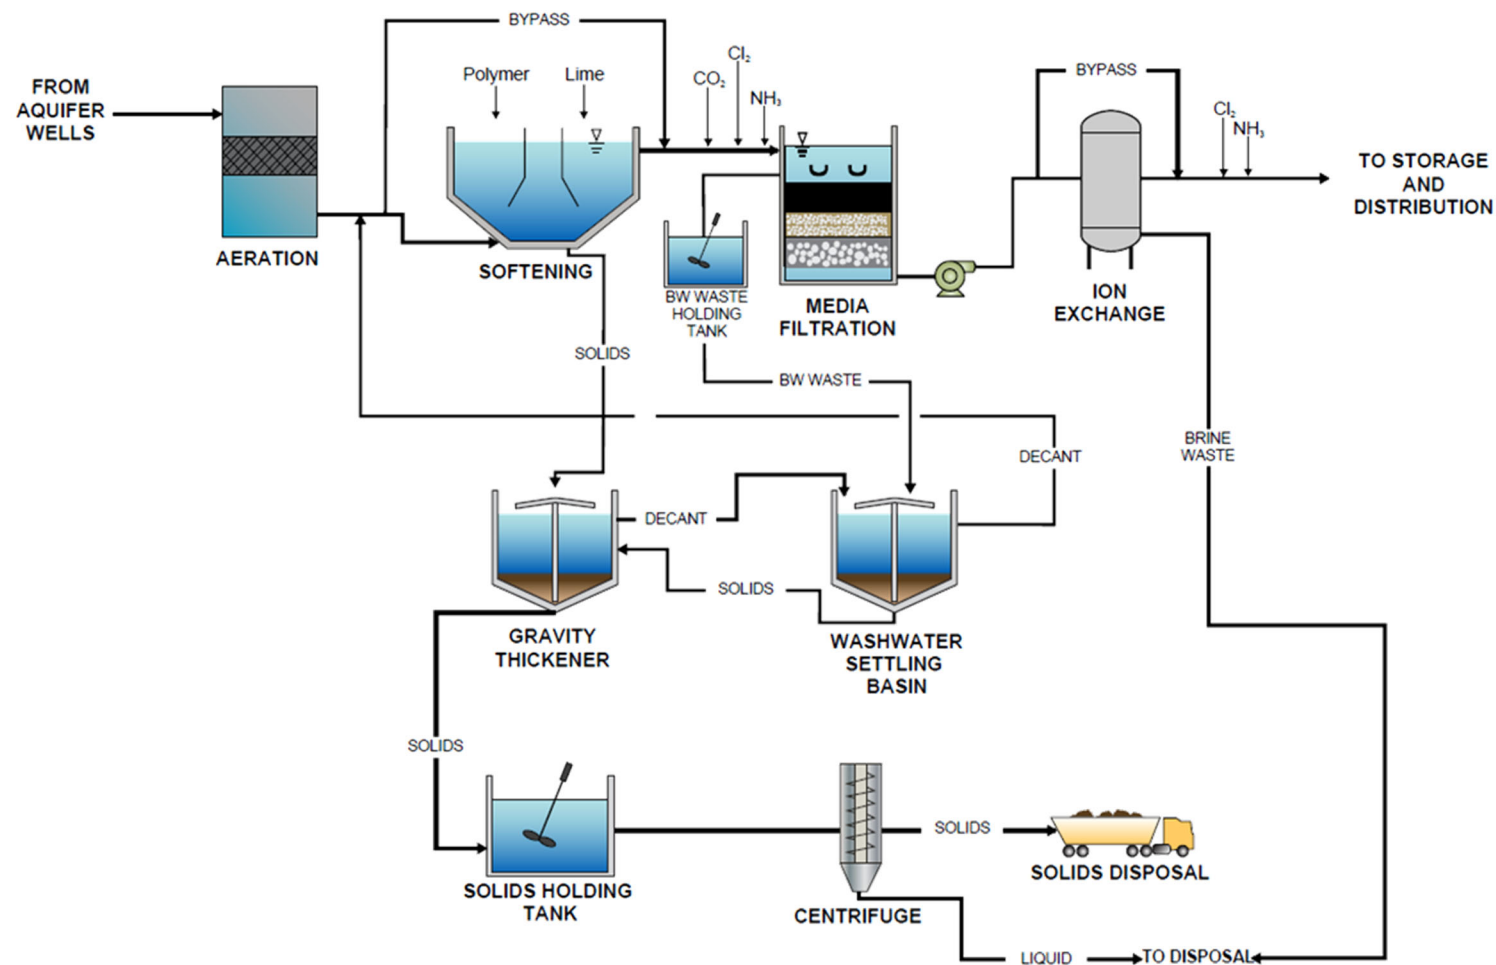 BYPASS
Polymer
Lime
CO₂
Cl₂
NH₃
FROM
AQUIFER
WELLS
AERATION
SOFTENING
BW WASTE
HOLDING
TANK
MEDIA
FILTRATION
BYPASS
Cl₂
NH₃
ION
EXCHANGE
TO STORAGE
AND
DISTRIBUTION
SOLIDS
BW WASTE
DECANT
BRINE
WASTE
DECANT
SOLIDS
GRAVITY
THICKENER
WASHWATER
SETTLING
BASIN
SOLIDS
SOLIDS HOLDING
TANK
CENTRIFUGE
SOLIDS
SOLIDS DISPOSAL
LIQUID
TO DISPOSAL